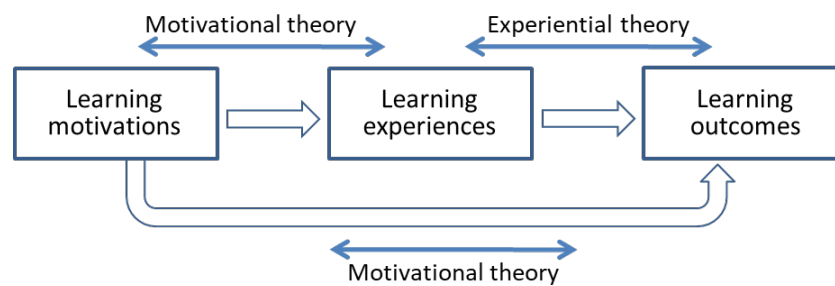 Motivational theory
Experiential theory
Learning
motivations
Learning
experiences
Learning
outcomes
Motivational theory